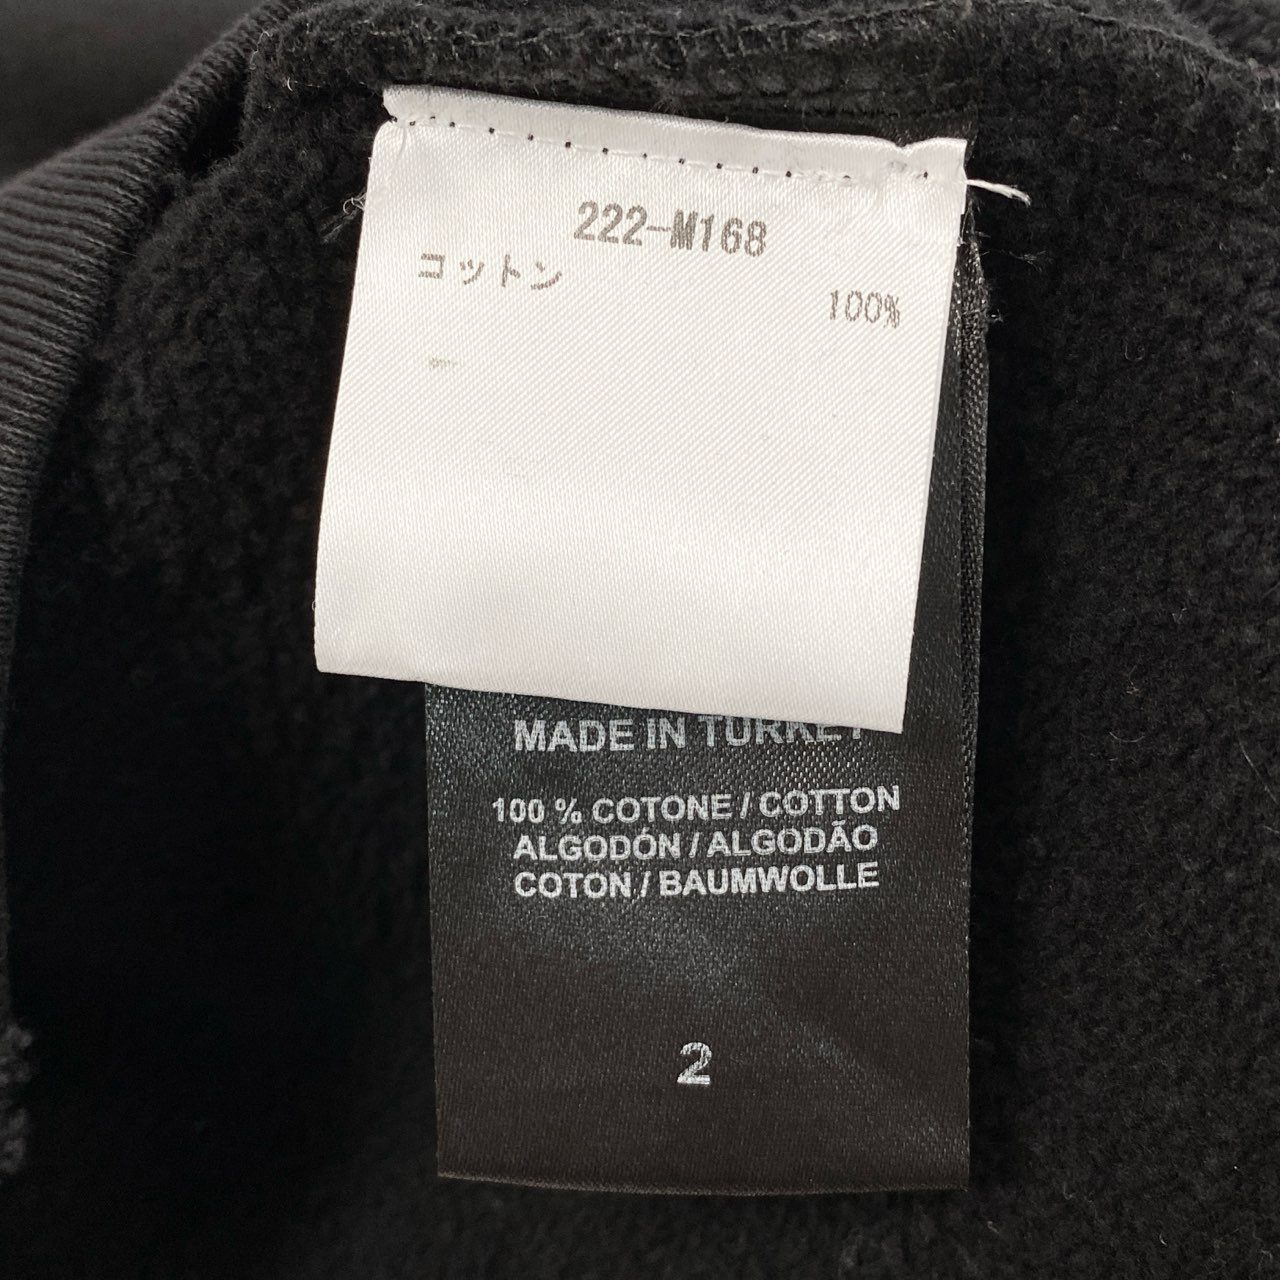 222-M168
コットン
100%
MADE IN TURKEY
100 % COTONE / COTTON
ALGODÓN / ALGODÃO
COTON / BAUMWOLLE
2